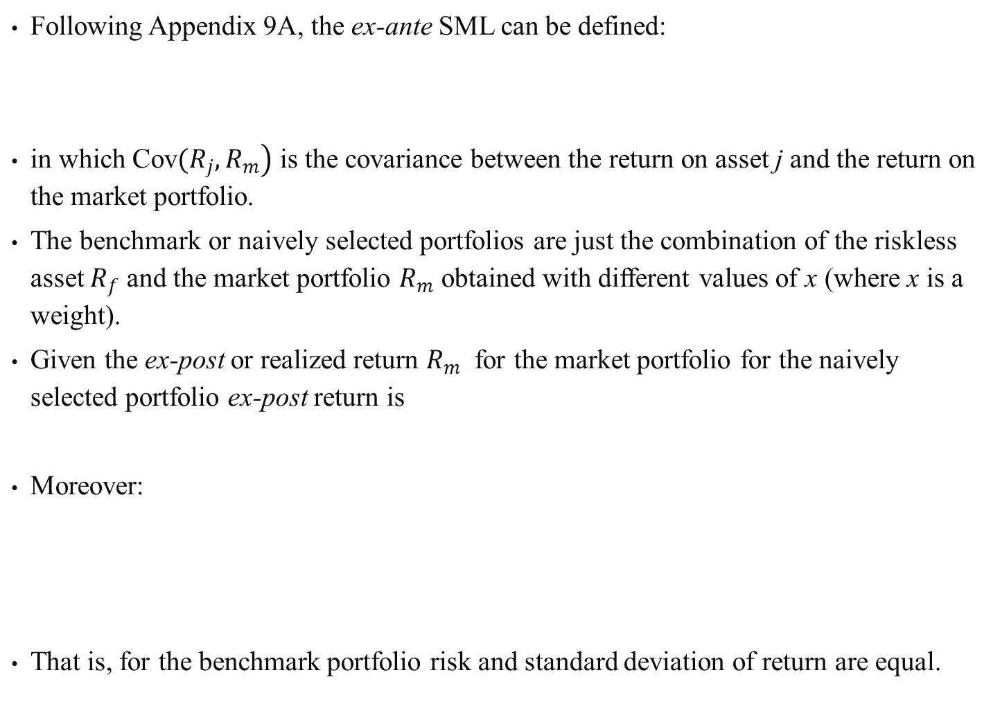 • Following Appendix 9A, the ex-ante SML can be defined:
• in which Cov(R_j, R_m) is the covariance between the return on asset j and the return on
the market portfolio.
• The benchmark or naively selected portfolios are just the combination of the riskless
asset R_f and the market portfolio R_m obtained with different values of x (where x is a
weight).
• Given the ex-post or realized return R_m for the market portfolio for the naively
selected portfolio ex-post return is
• Moreover:
• That is, for the benchmark portfolio risk and standard deviation of return are equal.